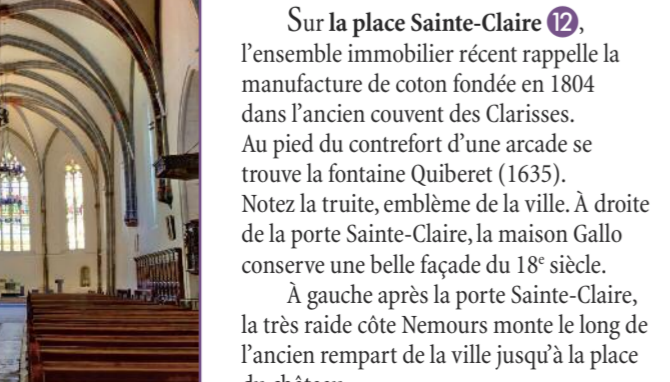 Sur la place Sainte-Claire 12,
l’ensemble immobilier récent rappelle la
manufacture de coton fondée en 1804
dans l’ancien couvent des Clarisses.
Au pied du contrefort d’une arcade se
trouve la fontaine Quiberet (1635).
Notez la truite, emblème de la ville. À droite
de la porte Sainte-Claire, la maison Gallo
conserve une belle façade du 18e siècle.
À gauche après la porte Sainte-Claire,
la très raide côte Nemours monte le long de
l’ancien rempart de la ville jusqu’à la place
du château